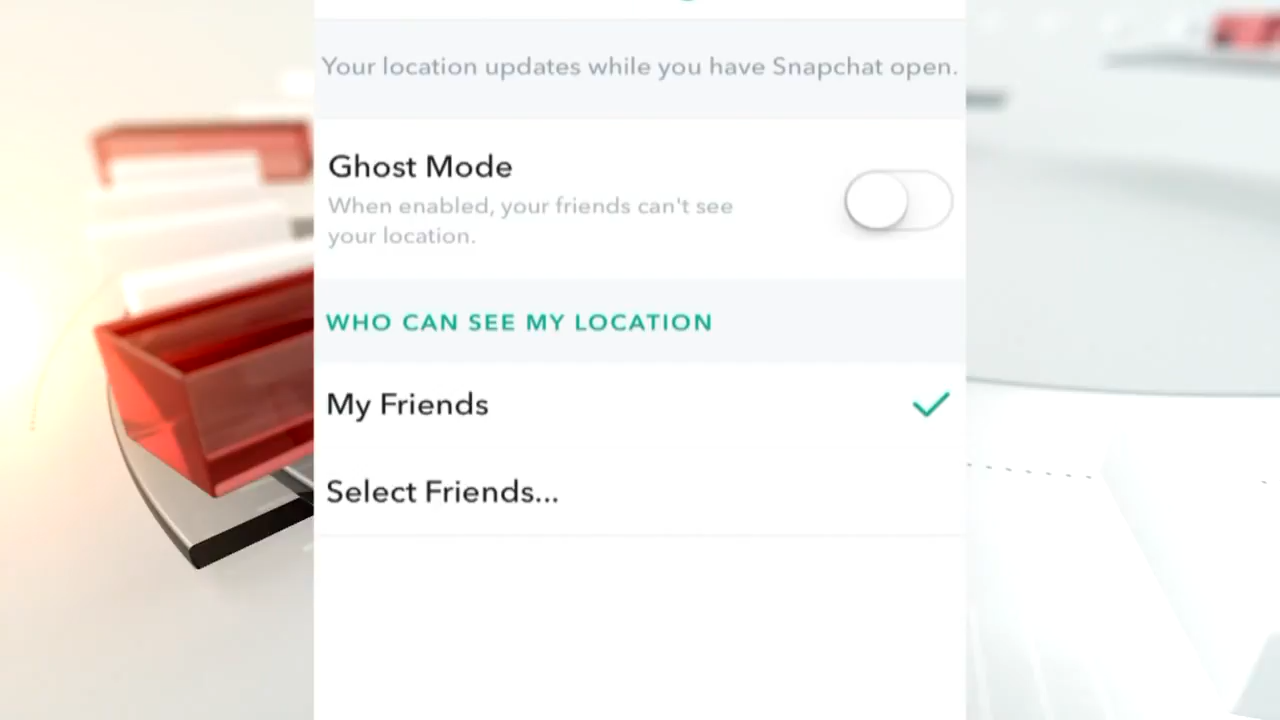 Your location updates while you have Snapchat open.
Ghost Mode
When enabled, your friends can't see
your location.
WHO CAN SEE MY LOCATION
My Friends
Select Friends...